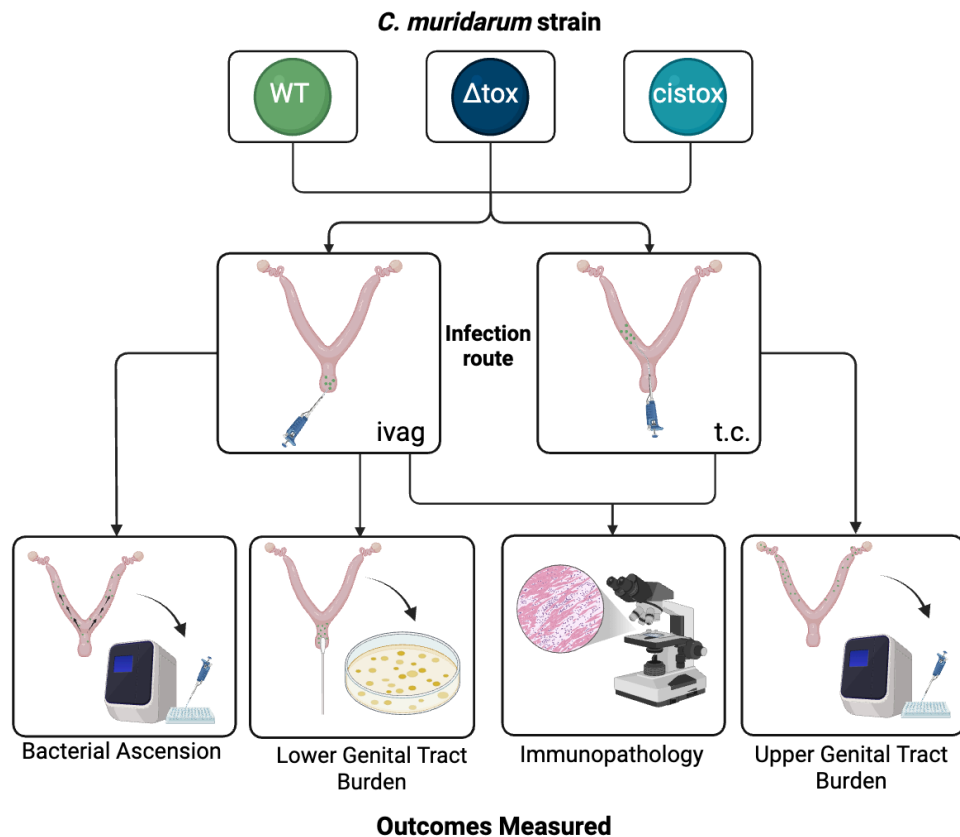 C. muridarum strain
WT
Δtox
cistox
Infection
route
ivag
t.c.
Bacterial Ascension
Lower Genital Tract
Burden
Immunopathology
Upper Genital Tract
Burden
Outcomes Measured